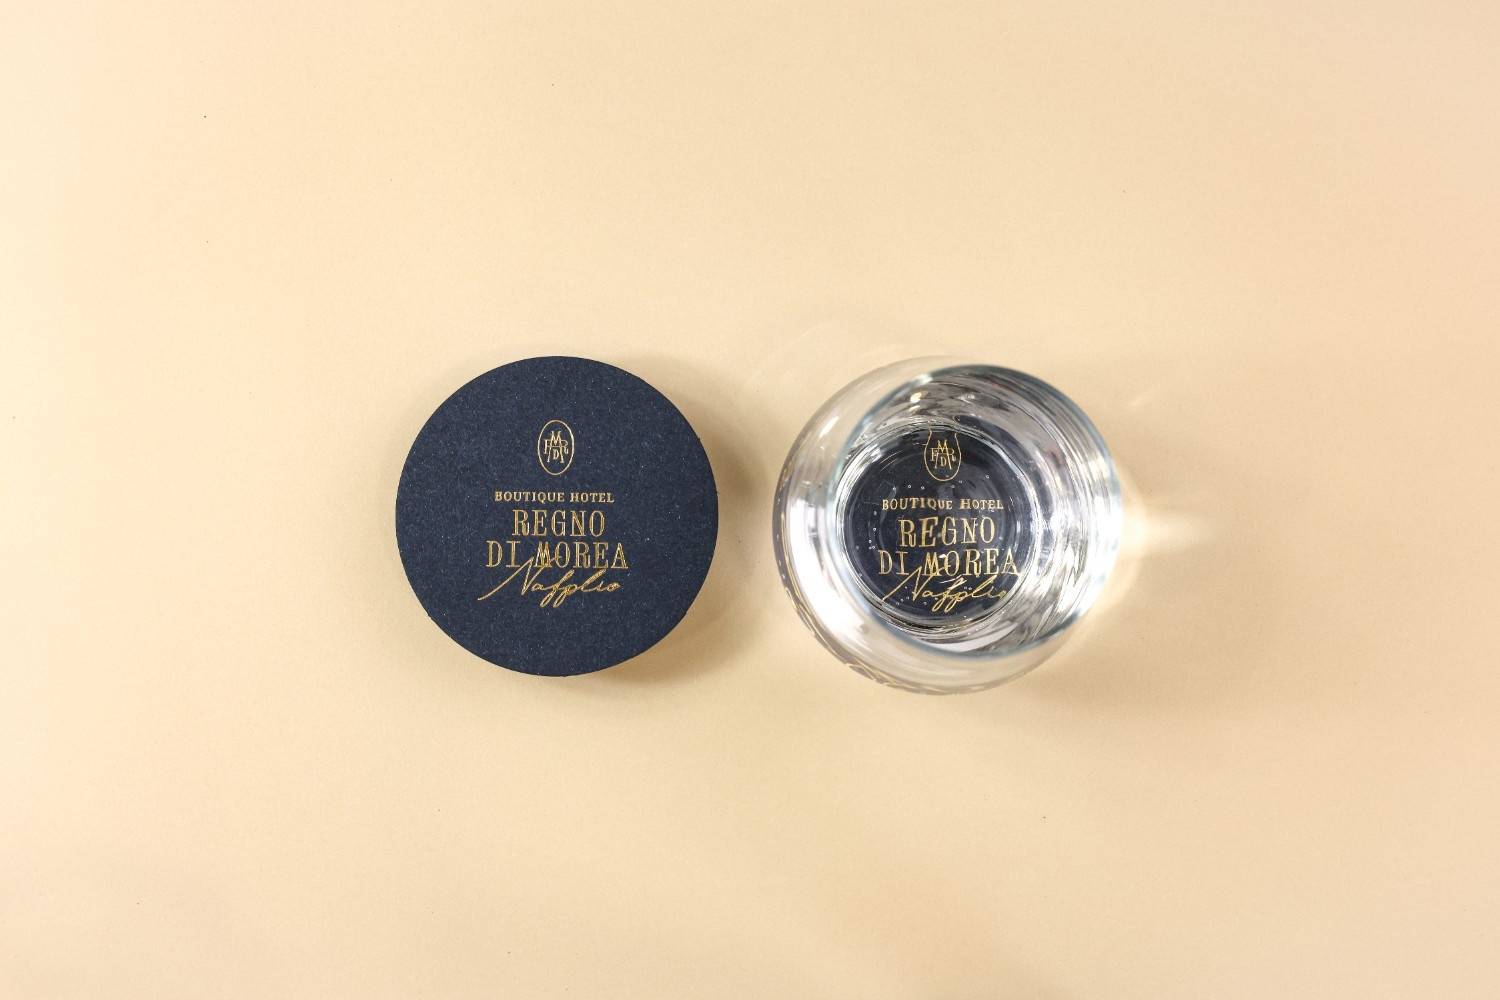 BOUTIQUE HOTEL
REGNO
DI MOREA
Nafplio
BOUTIQUE HOTEL
REGNO
DI MOREA
Nafplio